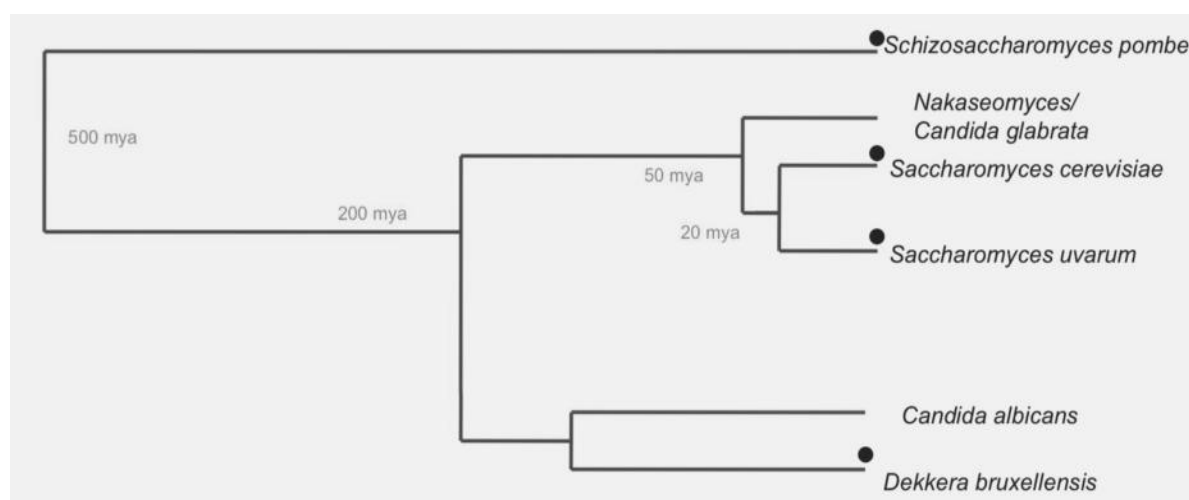 Schizosaccharomyces pombe
Nakaseomyces/
Candida glabrata
500 mya
50 mya
Saccharomyces cerevisiae
200 mya
20 mya
Saccharomyces uvarum
Candida albicans
Dekkera bruxellensis